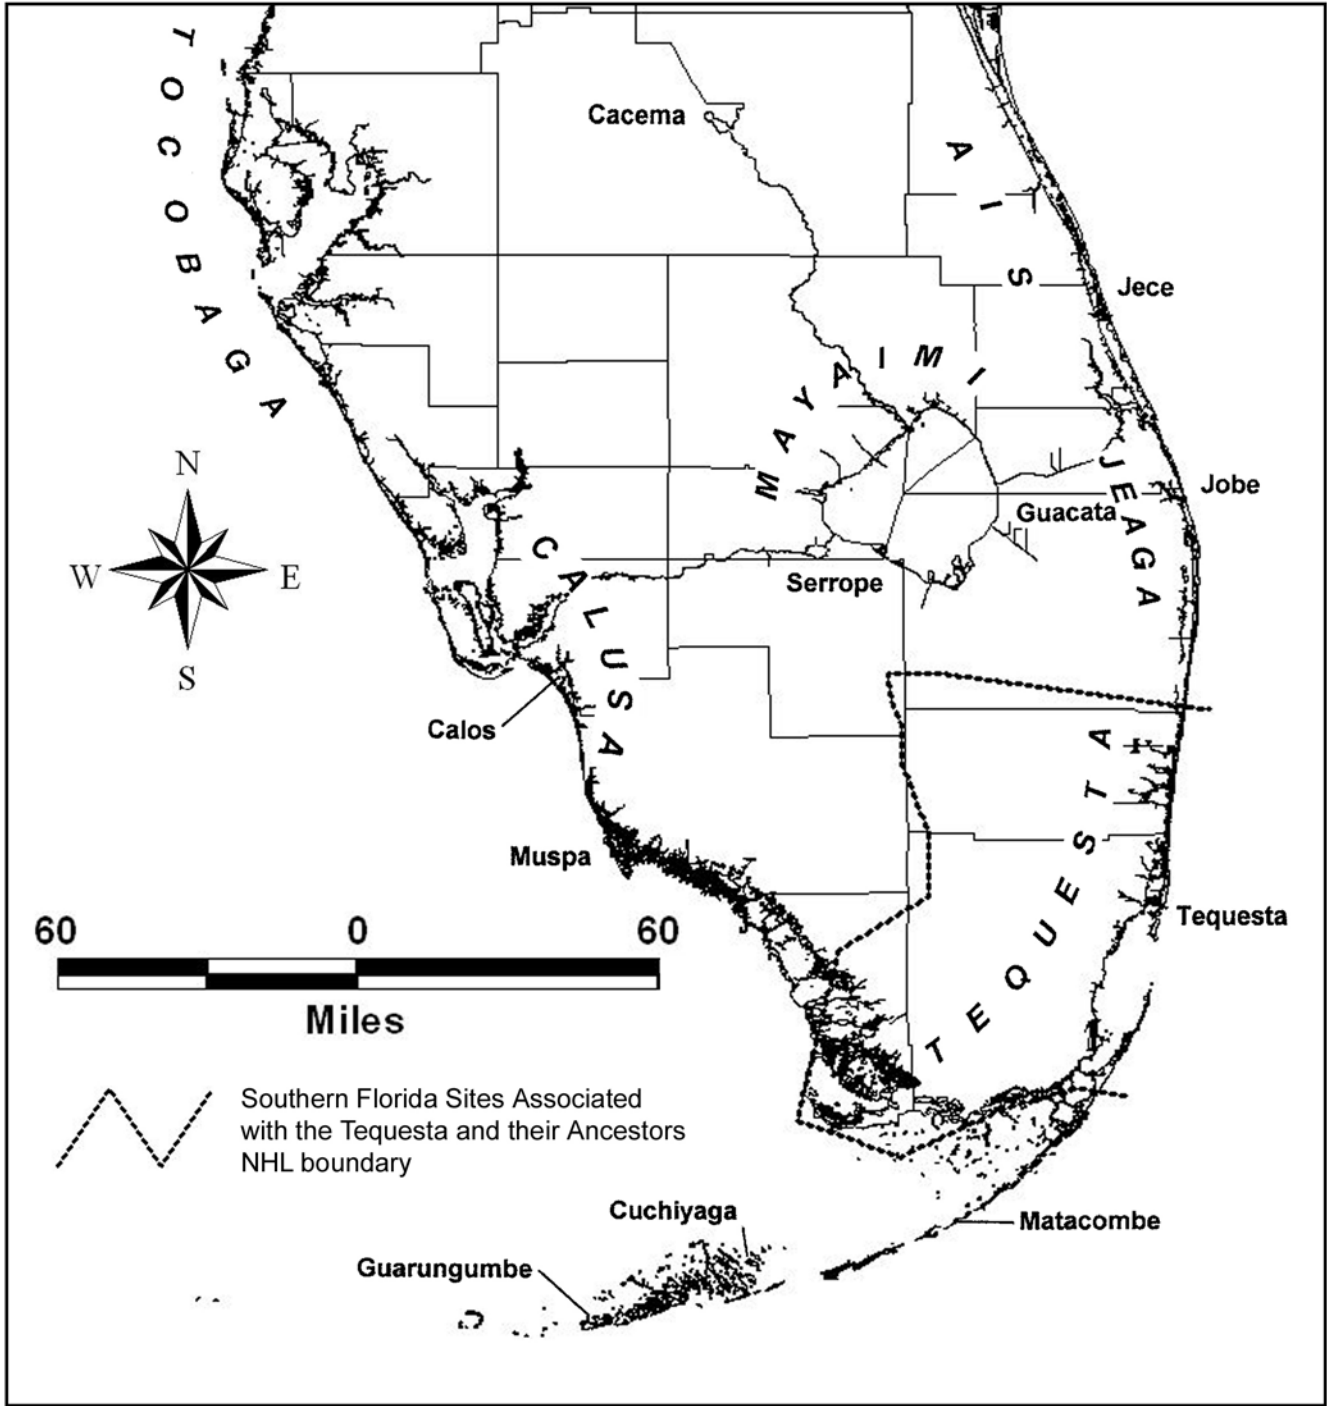 TOCOBAGA
Cacema
AIS
Jece
MAYAIMI
JEAGA
Jobe
Guacata
N
W
E
S
CALUSA
Serrope
Calos
TEQUESTA
Muspa
Tequesta
60 0 60
Miles
Southern Florida Sites Associated
with the Tequesta and their Ancestors
NHL boundary
Cuchiyaga
Matacombe
Guarungumbe